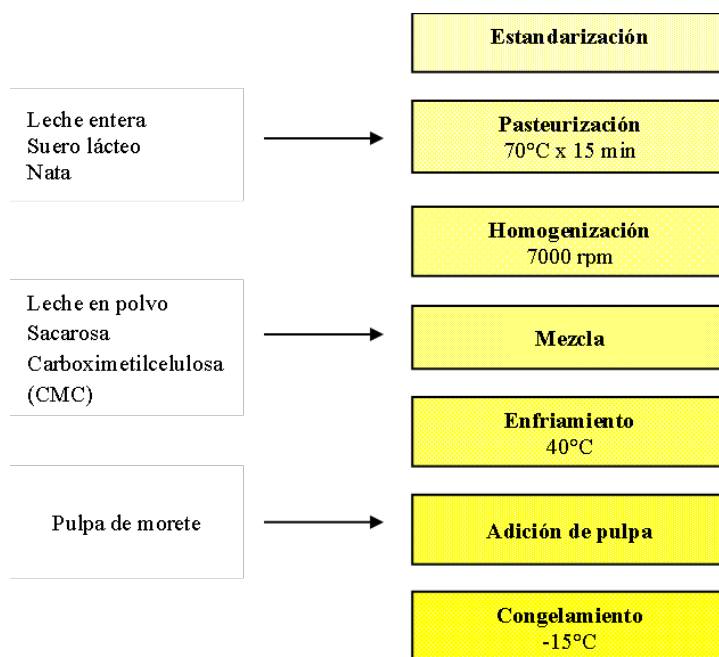 Estandarización
Leche entera
Suero lácteo
Nata
Pasteurización
70°C x 15 min
Homogenización
7000 rpm
Leche en polvo
Sacarosa
Carboximetilcelulosa
(CMC)
Mezcla
Enfriamiento
40°C
Pulpa de morete
Adición de pulpa
Congelamiento
-15°C